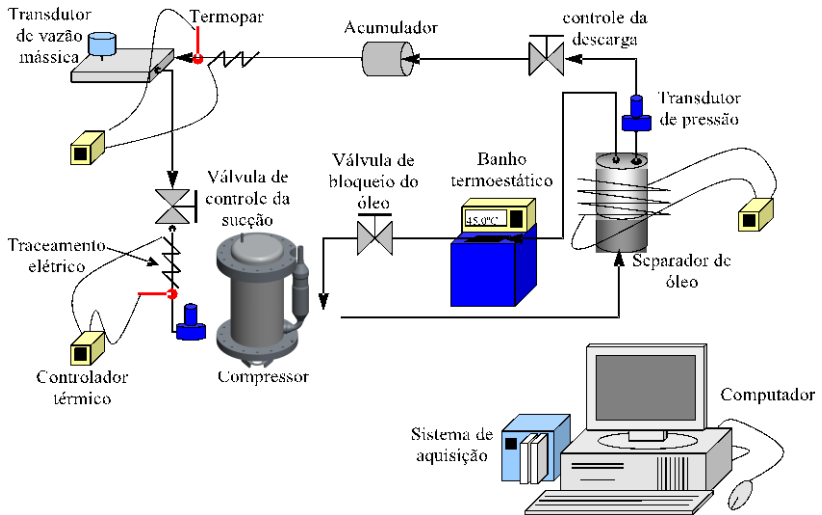 Transdutor
de vazão
mássica
Termopar
Acumulador
controle da
descarga
Transdutor
de pressão
Válvula de
controle da
sucção
Válvula de
bloqueio do
óleo
Banho
termoestático
45.0ºC
Traceamento
elétrico
Separador de
óleo
Controlador
térmico
Compressor
Sistema de
aquisição
Computador